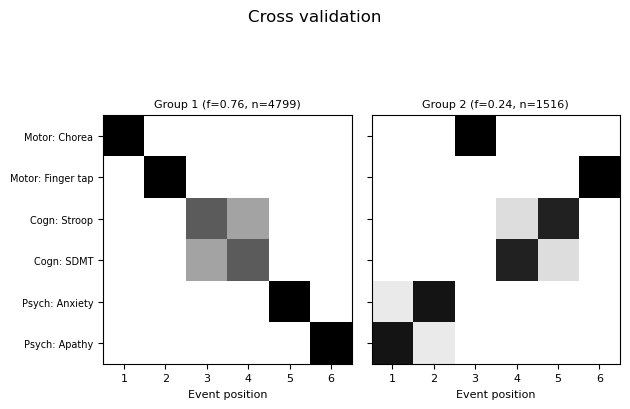 Cross validation
Group 1 (f=0.76, n=4799)
Group 2 (f=0.24, n=1516)
Motor: Chorea
Motor: Finger tap
Cogn: Stroop
Cogn: SDMT
Psych: Anxiety
Psych: Apathy
1 2 3 4 5 6
1 2 3 4 5 6
Event position
Event position